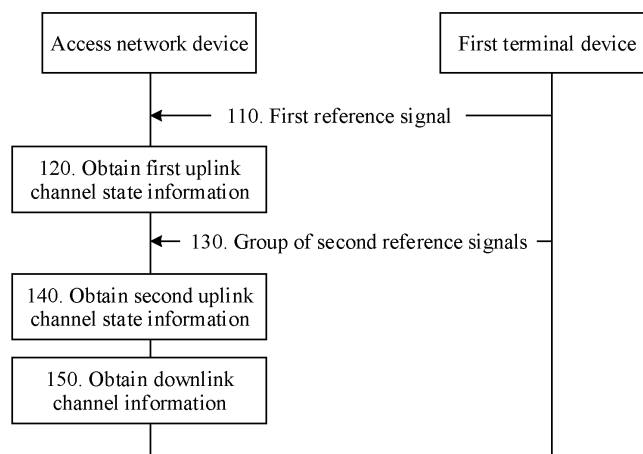 Access network device
First terminal device
110. First reference signal
120. Obtain first uplink
channel state information
130. Group of second reference signals
140. Obtain second uplink
channel state information
150. Obtain downlink
channel information